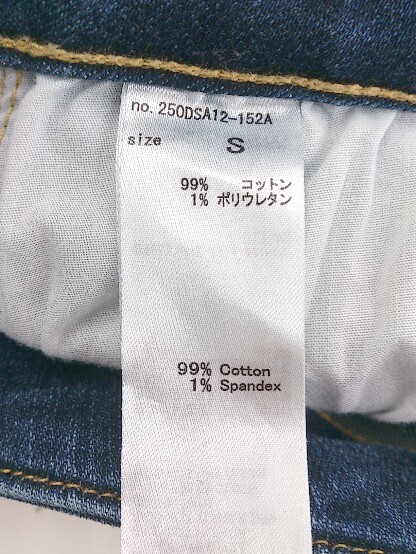 no. 250DSA12-152A
size S
99% コットン
1% ポリウレタン
99% Cotton
1% Spandex